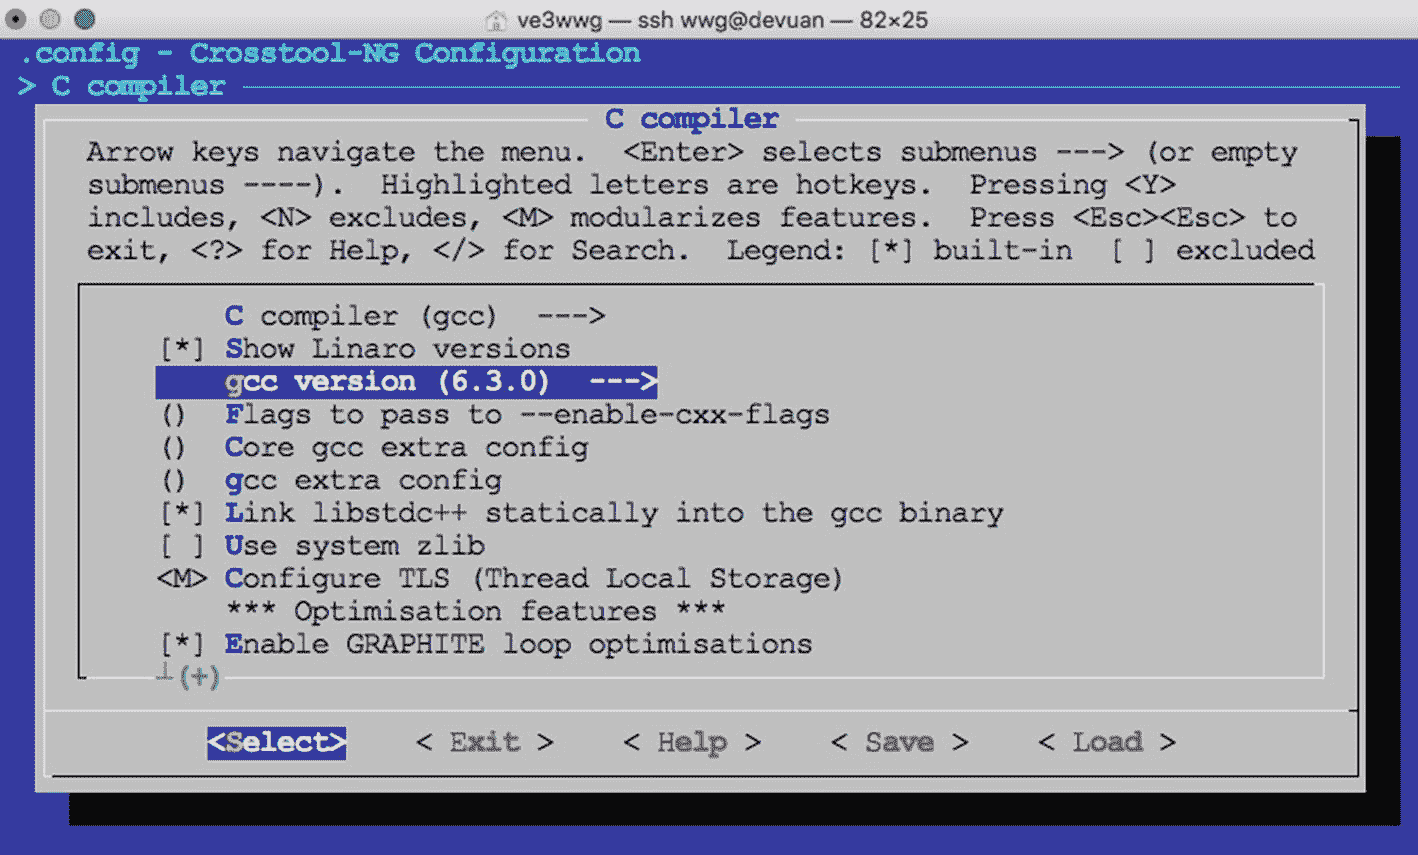 ve3wwg — ssh wwg@devuan — 82×25
.config - Crosstool-NG Configuration
> C compiler
C compiler
Arrow keys navigate the menu.  <Enter> selects submenus ---> (or empty
submenus ----).  Highlighted letters are hotkeys.  Pressing <Y>
includes, <N> excludes, <M> modularizes features.  Press <Esc><Esc> to
exit, <?> for Help, </> for Search.  Legend: [*] built-in  [ ] excluded
C compiler (gcc)  --->
[*] Show Linaro versions
gcc version (6.3.0)  --->
()  Flags to pass to --enable-cxx-flags
()  Core gcc extra config
()  gcc extra config
[*] Link libstdc++ statically into the gcc binary
[ ] Use system zlib
<M> Configure TLS (Thread Local Storage)
*** Optimisation features ***
[*] Enable GRAPHITE loop optimisations
┴(+)
<Select>    < Exit >    < Help >    < Save >    < Load >